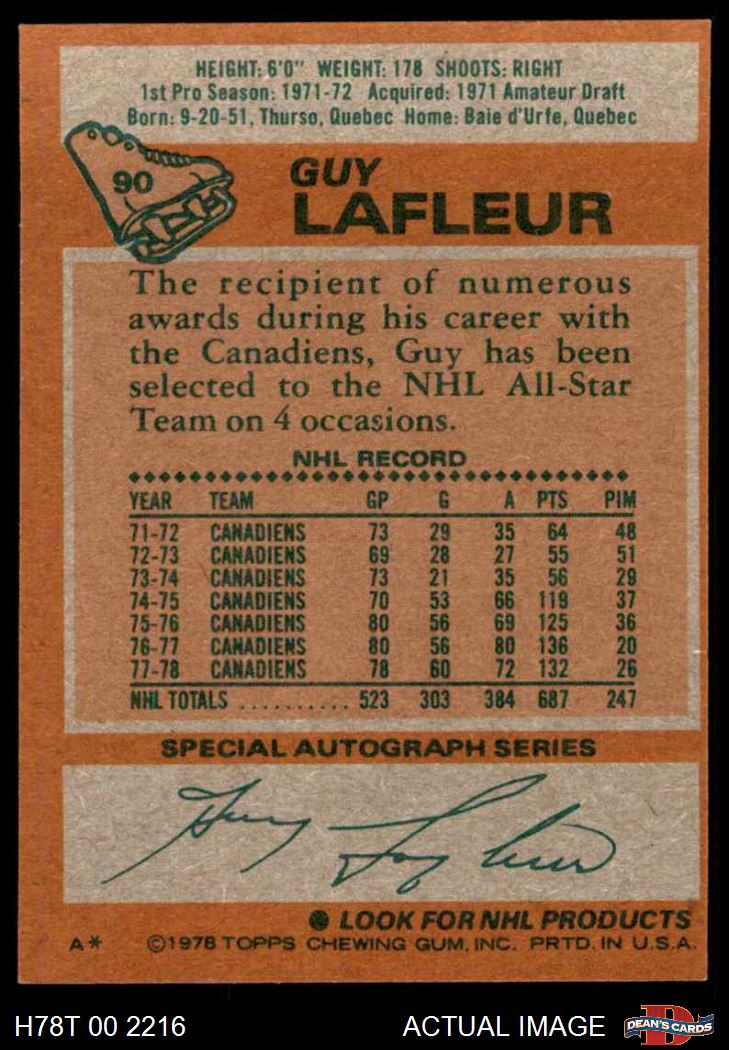 HEIGHT: 6'0" WEIGHT: 178 SHOOTS: RIGHT
1st Pro Season: 1971-72 Acquired: 1971 Amateur Draft
Born: 9-20-51, Thurso, Quebec Home: Baie d'Urfe, Quebec
90
GUY
LAFLEUR
The recipient of numerous
awards during his career with
the Canadiens, Guy has been
selected to the NHL All-Star
Team on 4 occasions.
NHL RECORD
YEAR TEAM GP G A PTS PIM
71-72 CANADIENS 73 29 35 64 48
72-73 CANADIENS 69 28 27 55 51
73-74 CANADIENS 73 21 35 56 29
74-75 CANADIENS 70 53 66 119 37
75-76 CANADIENS 80 56 69 125 36
76-77 CANADIENS 80 56 80 136 20
77-78 CANADIENS 78 60 72 132 26
NHL TOTALS .......... 523 303 384 687 247
SPECIAL AUTOGRAPH SERIES
Guy Lafleur
LOOK FOR NHL PRODUCTS
A* ©1978 TOPPS CHEWING GUM, INC. PRTD. IN U.S.A.
H78T 00 2216 ACTUAL IMAGE DEAN'S CARDS